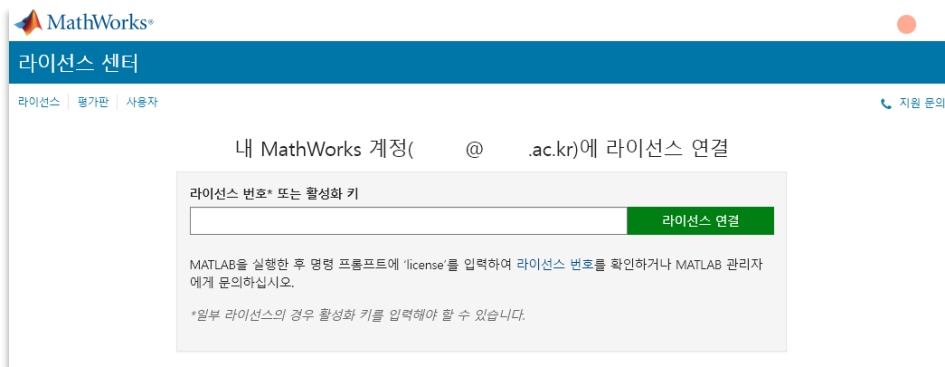 MathWorks®
라이선스 센터
라이선스 평가판 사용자 지원 문의
내 MathWorks 계정( @ .ac.kr)에 라이선스 연결
라이선스 번호* 또는 활성화 키
라이선스 연결
MATLAB을 실행한 후 명령 프롬프트에 'license'를 입력하여 라이선스 번호를 확인하거나 MATLAB 관리자
에게 문의하십시오.
*일부 라이선스의 경우 활성화 키를 입력해야 할 수 있습니다.